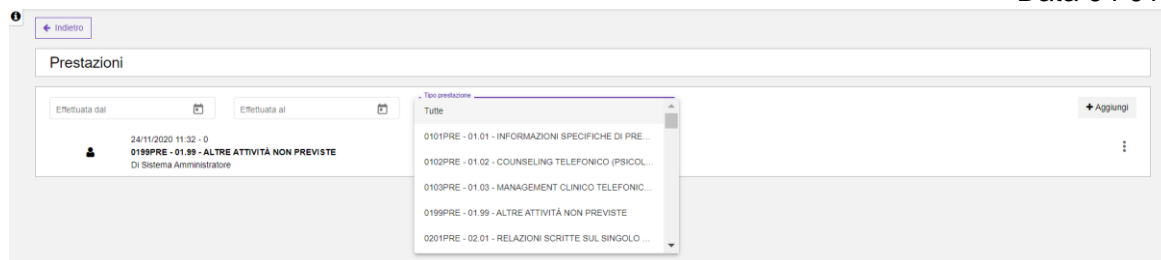 Indietro
Prestazioni
Effettuata dal
Effettuata al
Tipo prestazione
Tutte
0101PRE - 01.01 - INFORMAZIONI SPECIFICHE DI PRE...
0102PRE - 01.02 - COUNSELING TELEFONICO (PSICOL...
0103PRE - 01.03 - MANAGEMENT CLINICO TELEFONIC...
0199PRE - 01.99 - ALTRE ATTIVITÀ NON PREVISTE
0201PRE - 02.01 - RELAZIONI SCRITTE SUL SINGOLO ...
+ Aggiungi
24/11/2020 11:32 - 0
0199PRE - 01.99 - ALTRE ATTIVITÀ NON PREVISTE
Di Sistema Amministratore